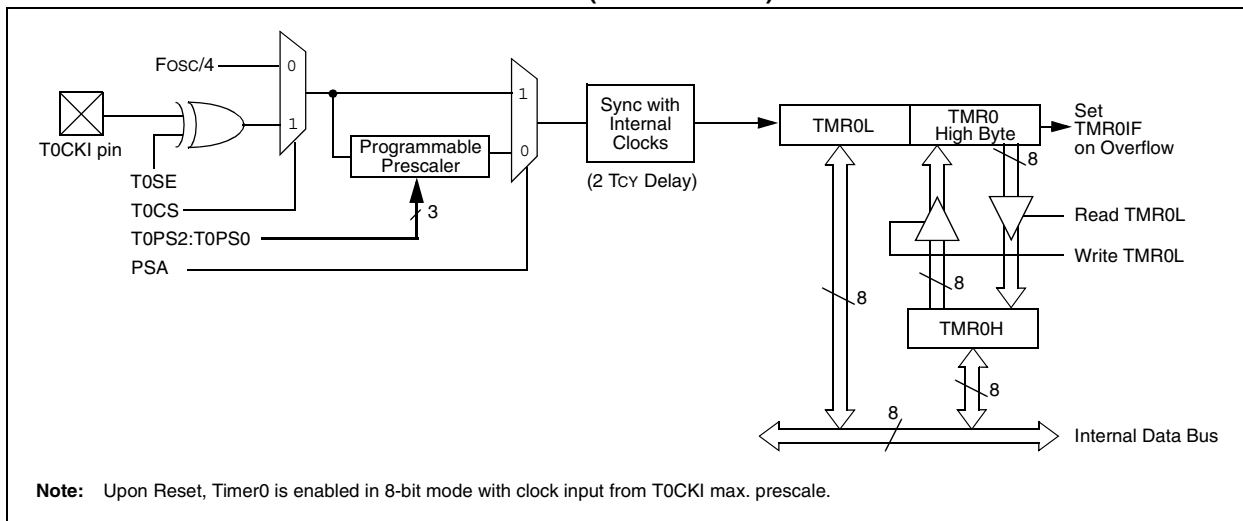 Fosc/4
0
1
T0CKI pin
T0SE
T0CS
T0PS2:T0PS0
PSA
Programmable
Prescaler
3
1
0
Sync with
Internal
Clocks
(2 TCY Delay)
TMR0L
TMR0
High Byte
Set
TMR0IF
on Overflow
8
Read TMR0L
Write TMR0L
8
8
TMR0H
8
8
Internal Data Bus
Note: Upon Reset, Timer0 is enabled in 8-bit mode with clock input from T0CKI max. prescale.